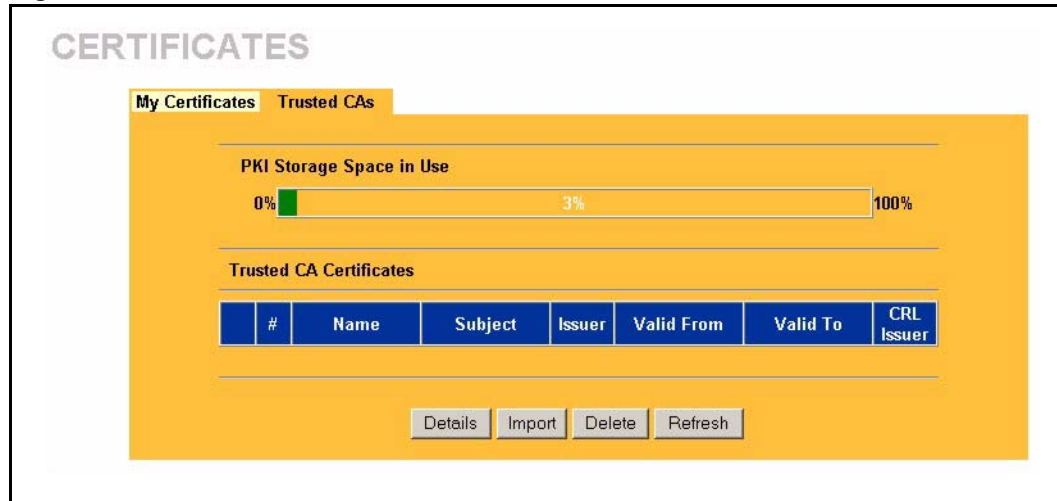 CERTIFICATES
My Certificates Trusted CAs
PKI Storage Space in Use
0% 3% 100%
Trusted CA Certificates
# Name Subject Issuer Valid From Valid To CRL Issuer
Details Import Delete Refresh